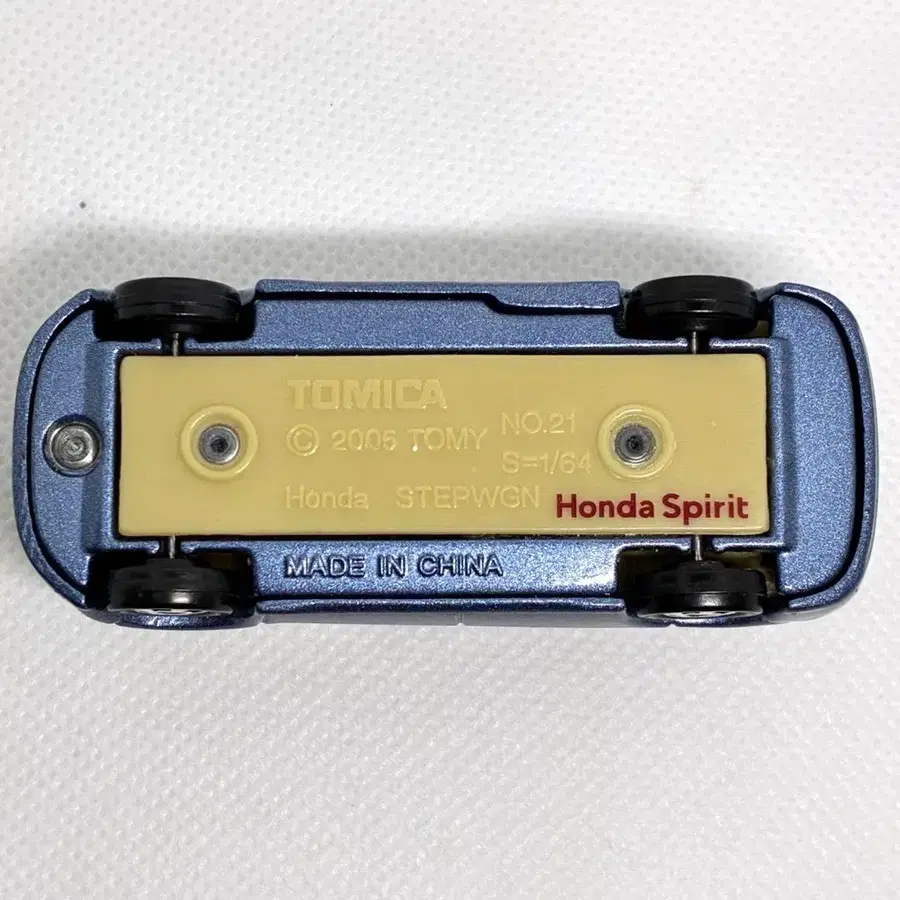 TOMICA
© 2005 TOMY NO.21
S=1/64
Honda STEPWGN
Honda Spirit
MADE IN CHINA